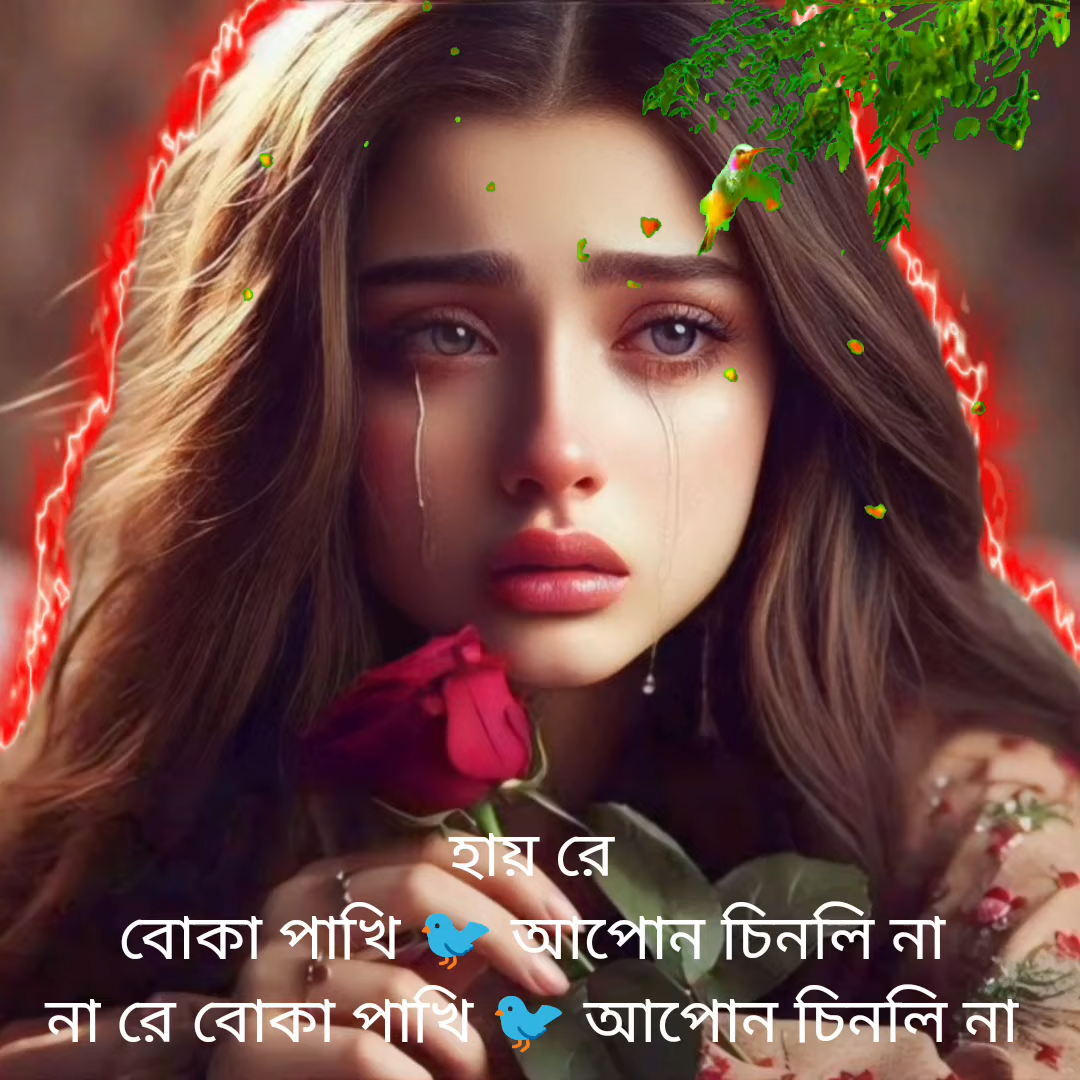 হায় রে
বোকা পাখি 🐦 আপোন চিনলি না
না রে বোকা পাখি 🐦 আপোন চিনলি না